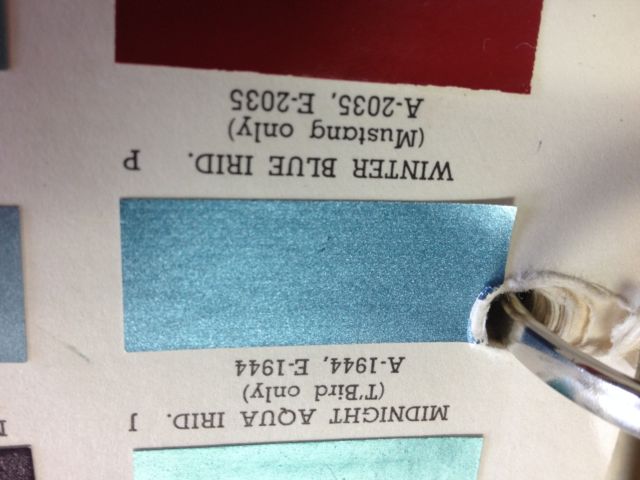 MIDNIGHT AQUA IRID. J
(T'Bird only)
A-1944, E-1944
WINTER BLUE IRID. P
(Mustang only)
A-2035, E-2035